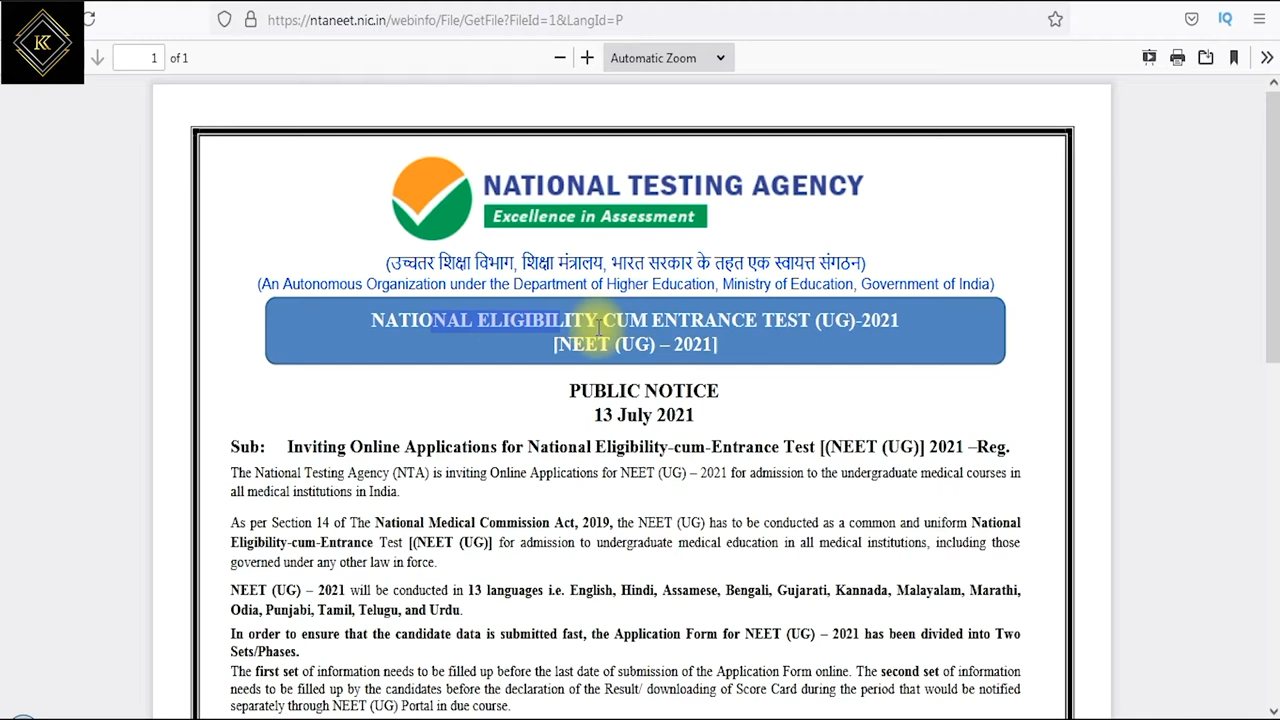 K
https://ntaneet.nic.in/webinfo/File/GetFile?FileId=1&LangId=P
IQ
1 of 1
Automatic Zoom
NATIONAL TESTING AGENCY
Excellence in Assessment
(उच्चतर शिक्षा विभाग, शिक्षा मंत्रालय, भारत सरकार के तहत एक स्वायत्त संगठन)
(An Autonomous Organization under the Department of Higher Education, Ministry of Education, Government of India)
NATIONAL ELIGIBILITY CUM ENTRANCE TEST (UG)-2021
[NEET (UG) – 2021]
PUBLIC NOTICE
13 July 2021
Sub: Inviting Online Applications for National Eligibility-cum-Entrance Test [(NEET (UG)] 2021 –Reg.
The National Testing Agency (NTA) is inviting Online Applications for NEET (UG) – 2021 for admission to the undergraduate medical courses in
all medical institutions in India.
As per Section 14 of The National Medical Commission Act, 2019, the NEET (UG) has to be conducted as a common and uniform National
Eligibility-cum-Entrance Test [(NEET (UG)] for admission to undergraduate medical education in all medical institutions, including those
governed under any other law in force.
NEET (UG) – 2021 will be conducted in 13 languages i.e. English, Hindi, Assamese, Bengali, Gujarati, Kannada, Malayalam, Marathi,
Odia, Punjabi, Tamil, Telugu, and Urdu.
In order to ensure that the candidate data is submitted fast, the Application Form for NEET (UG) – 2021 has been divided into Two
Sets/Phases.
The first set of information needs to be filled up before the last date of submission of the Application Form online. The second set of information
needs to be filled up by the candidates before the declaration of the Result/ downloading of Score Card during the period that would be notified
separately through NEET (UG) Portal in due course.